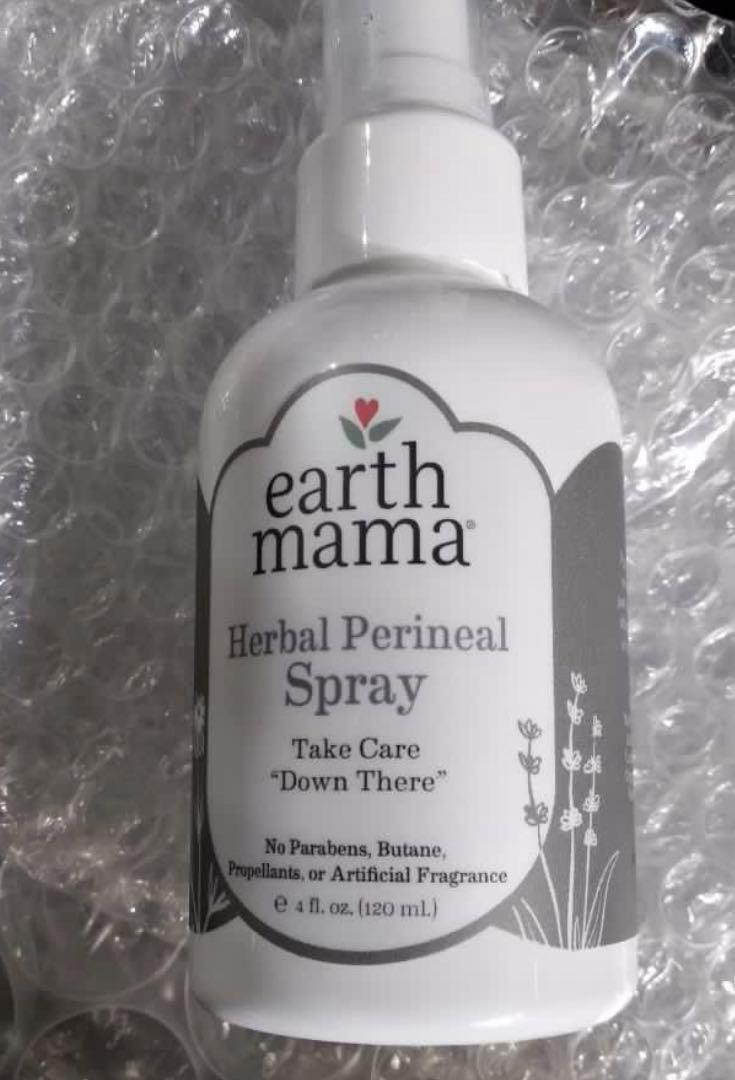 earth
mama®
Herbal Perineal
Spray
Take Care
“Down There”
No Parabens, Butane,
Propellants, or Artificial Fragrance
℮ 4 fl. oz. (120 ml.)